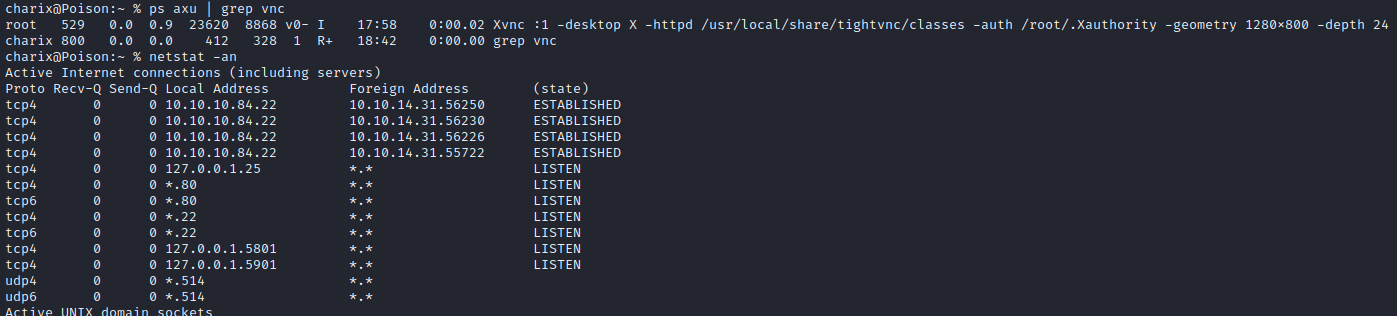 charix@Poison:~ % ps axu | grep vnc
root   529  0.0  0.9  23620  8868 v0- I     17:58     0:00.02 Xvnc :1 -desktop X -httpd /usr/local/share/tightvnc/classes -auth /root/.Xauthority -geometry 1280×800 -depth 24
charix 800  0.0  0.0    412   328  1  R+    18:42     0:00.00 grep vnc
charix@Poison:~ % netstat -an
Active Internet connections (including servers)
Proto Recv-Q Send-Q Local Address          Foreign Address        (state)
tcp4       0      0 10.10.10.84.22         10.10.14.31.56250      ESTABLISHED
tcp4       0      0 10.10.10.84.22         10.10.14.31.56230      ESTABLISHED
tcp4       0      0 10.10.10.84.22         10.10.14.31.56226      ESTABLISHED
tcp4       0      0 10.10.10.84.22         10.10.14.31.55722      ESTABLISHED
tcp4       0      0 127.0.0.1.25           *.*                    LISTEN
tcp4       0      0 *.80                   *.*                    LISTEN
tcp6       0      0 *.80                   *.*                    LISTEN
tcp4       0      0 *.22                   *.*                    LISTEN
tcp6       0      0 *.22                   *.*                    LISTEN
tcp4       0      0 127.0.0.1.5801         *.*                    LISTEN
tcp4       0      0 127.0.0.1.5901         *.*                    LISTEN
udp4       0      0 *.514                  *.*
udp6       0      0 *.514                  *.*
Active UNIX domain sockets